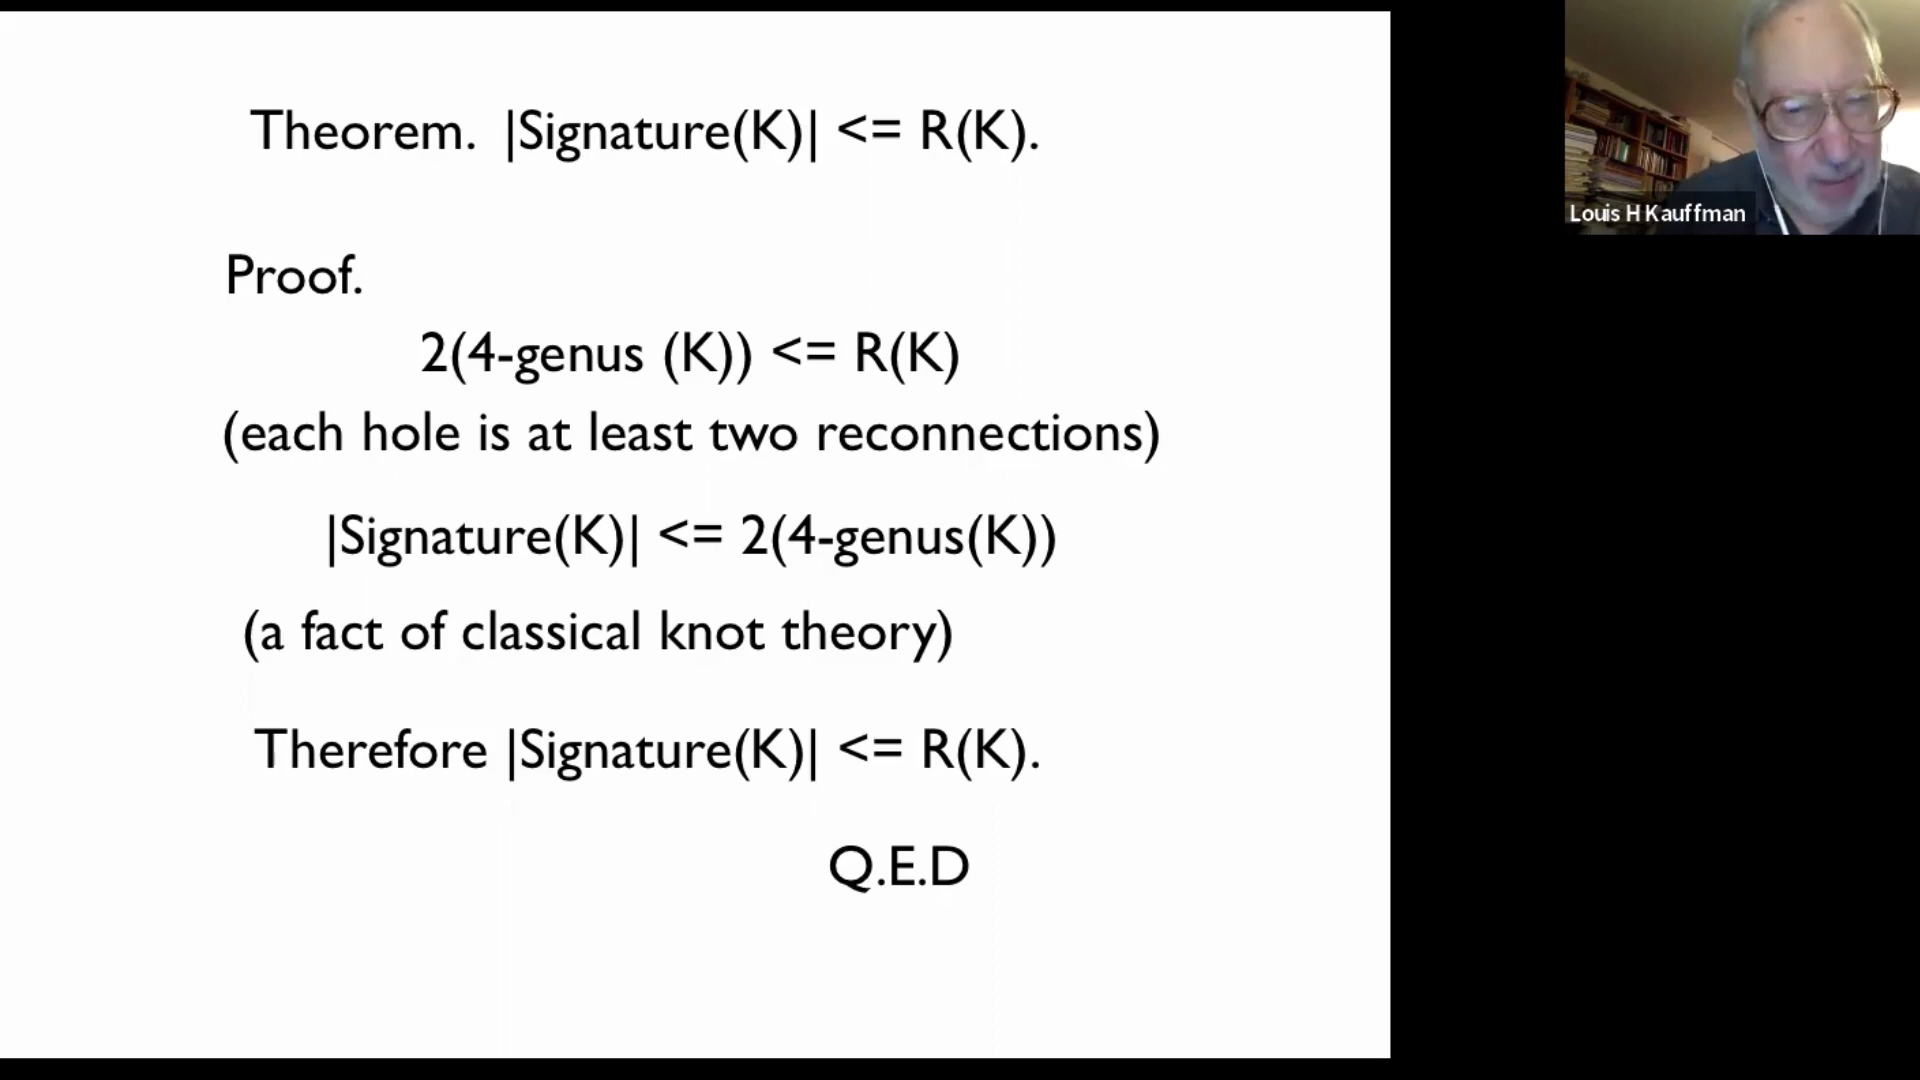 Theorem. |Signature(K)| <= R(K).
Proof.
2(4-genus (K)) <= R(K)
(each hole is at least two reconnections)
|Signature(K)| <= 2(4-genus(K))
(a fact of classical knot theory)
Therefore |Signature(K)| <= R(K).
Q.E.D
Louis H Kauffman